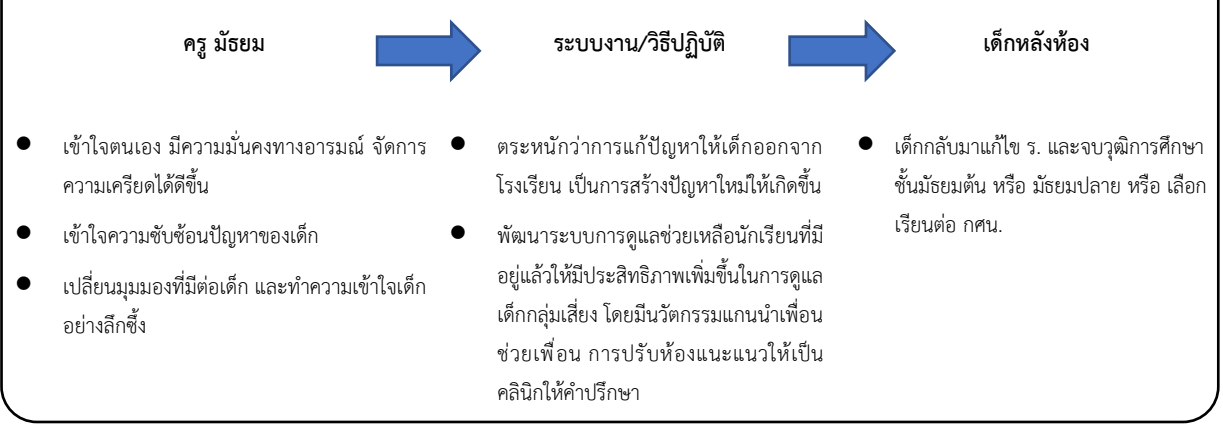 ครู มัธยม
ระบบงาน/วิธีปฏิบัติ
เด็กหลังห้อง
● เข้าใจตนเอง มีความมั่นคงทางอารมณ์ จัดการ
ความเครียดได้ดีขึ้น
● เข้าใจความซับซ้อนปัญหาของเด็ก
● เปลี่ยนมุมมองที่มีต่อเด็ก และทำความเข้าใจเด็ก
อย่างลึกซึ้ง
● ตระหนักว่าการแก้ปัญหาให้เด็กออกจาก
โรงเรียน เป็นการสร้างปัญหาใหม่ให้เกิดขึ้น
● พัฒนาระบบการดูแลช่วยเหลือนักเรียนที่มี
อยู่แล้วให้มีประสิทธิภาพเพิ่มขึ้นในการดูแล
เด็กกลุ่มเสี่ยง โดยมีนวัตกรรมแกนนำเพื่อน
ช่วยเพื่อน การปรับห้องแนะแนวให้เป็น
คลินิกให้คำปรึกษา
● เด็กกลับมาแก้ไข ร. และจบวุฒิการศึกษา
ชั้นมัธยมต้น หรือ มัธยมปลาย หรือ เลือก
เรียนต่อ กศน.